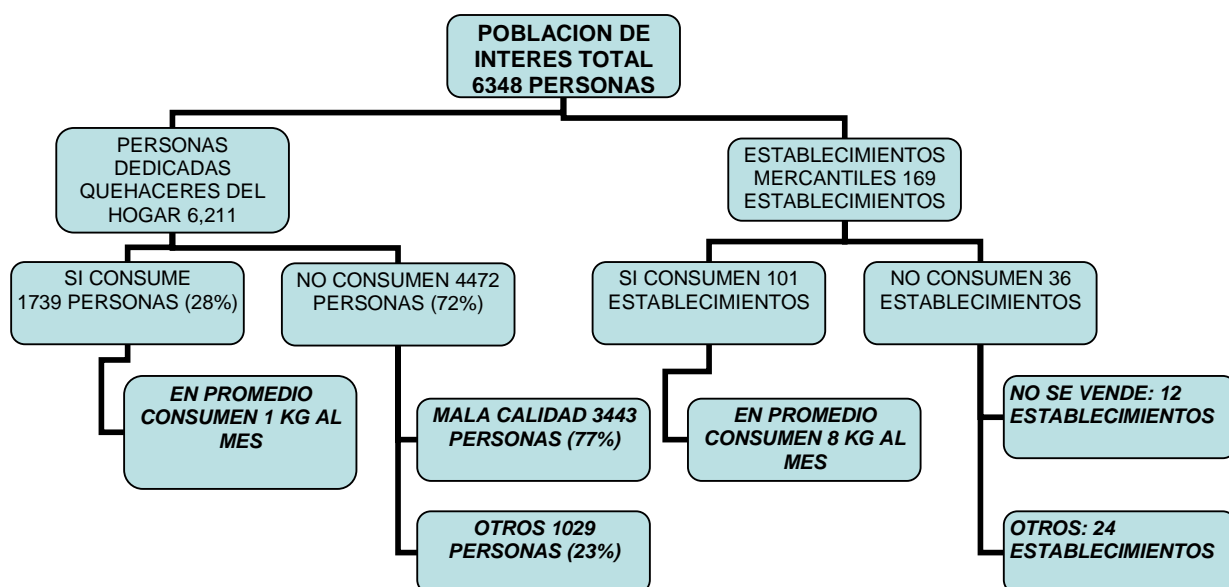 POBLACION DE
INTERES TOTAL
6348 PERSONAS
PERSONAS
DEDICADAS
QUEHACERES DEL
HOGAR 6,211
ESTABLECIMIENTOS
MERCANTILES 169
ESTABLECIMIENTOS
SI CONSUME
1739 PERSONAS (28%)
NO CONSUMEN 4472
PERSONAS (72%)
SI CONSUMEN 101
ESTABLECIMIENTOS
NO CONSUMEN 36
ESTABLECIMIENTOS
EN PROMEDIO
CONSUMEN 1 KG AL
MES
MALA CALIDAD 3443
PERSONAS (77%)
EN PROMEDIO
CONSUMEN 8 KG AL
MES
NO SE VENDE: 12
ESTABLECIMIENTOS
OTROS 1029
PERSONAS (23%)
OTROS: 24
ESTABLECIMIENTOS